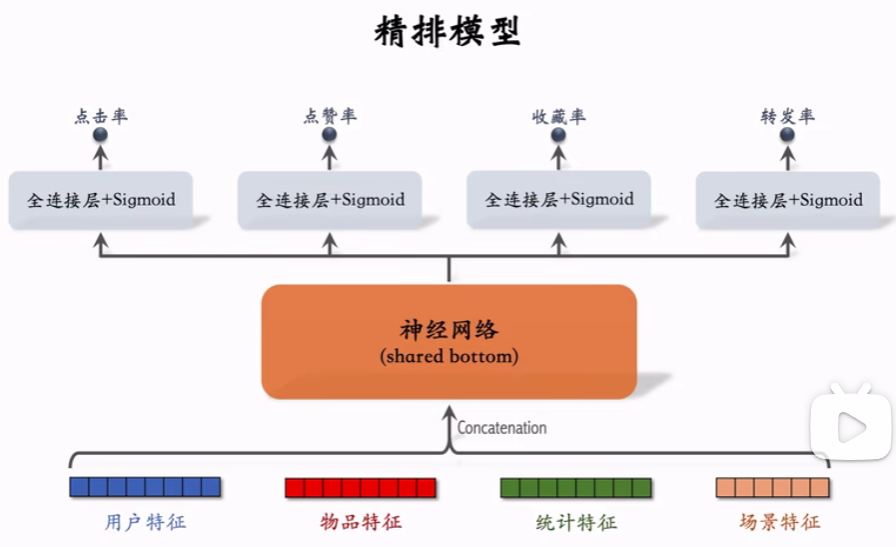 精排模型
点击率
点赞率
收藏率
转发率
全连接层+Sigmoid
全连接层+Sigmoid
全连接层+Sigmoid
全连接层+Sigmoid
神经网络
(shared bottom)
Concatenation
用户特征
物品特征
统计特征
场景特征